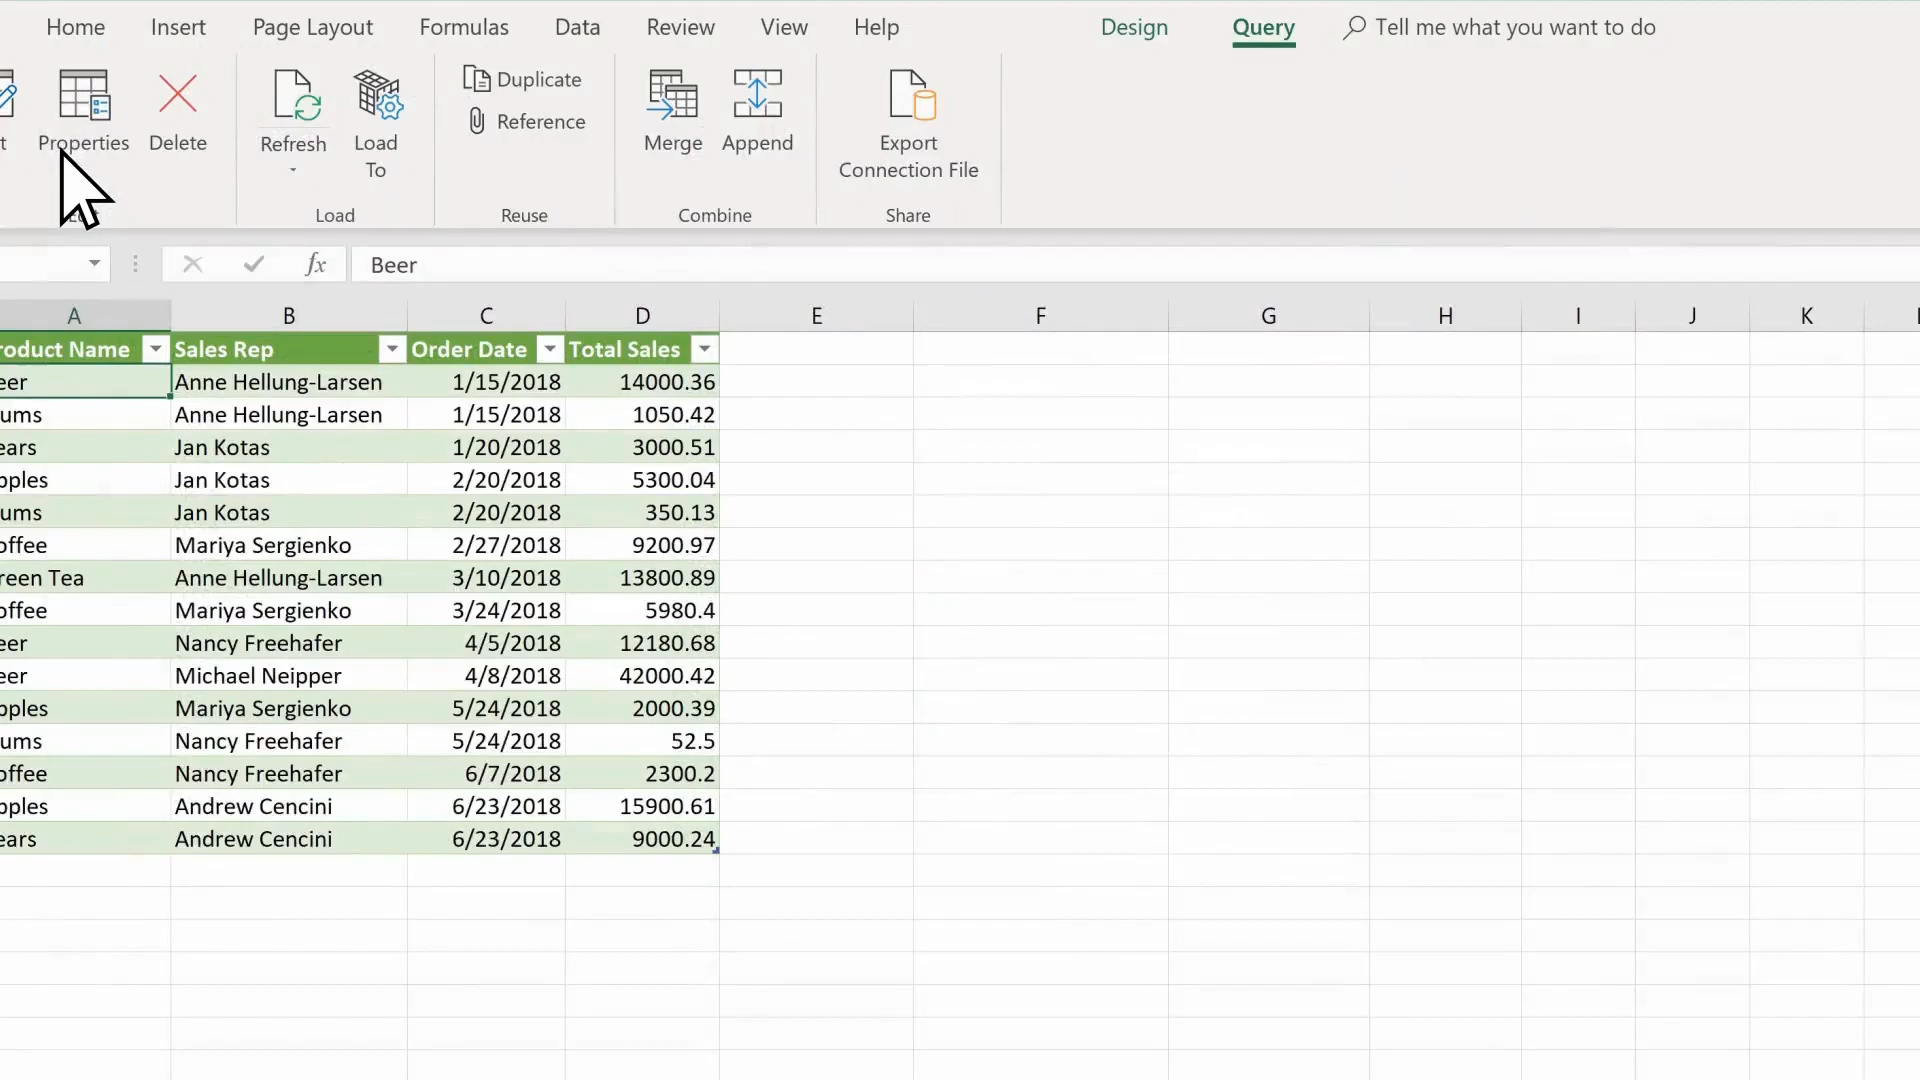 Home Insert Page Layout Formulas Data Review View Help Design Query Tell me what you want to do
Properties Delete Refresh Load To Duplicate Reference Merge Append Export Connection File
Load Reuse Combine Share
fx Beer
A B C D E F G H I J K
roduct Name Sales Rep Order Date Total Sales
eer Anne Hellung-Larsen 1/15/2018 14000.36
ums Anne Hellung-Larsen 1/15/2018 1050.42
ears Jan Kotas 1/20/2018 3000.51
pples Jan Kotas 2/20/2018 5300.04
ums Jan Kotas 2/20/2018 350.13
offee Mariya Sergienko 2/27/2018 9200.97
reen Tea Anne Hellung-Larsen 3/10/2018 13800.89
offee Mariya Sergienko 3/24/2018 5980.4
eer Nancy Freehafer 4/5/2018 12180.68
eer Michael Neipper 4/8/2018 42000.42
pples Mariya Sergienko 5/24/2018 2000.39
ums Nancy Freehafer 5/24/2018 52.5
offee Nancy Freehafer 6/7/2018 2300.2
pples Andrew Cencini 6/23/2018 15900.61
ears Andrew Cencini 6/23/2018 9000.24